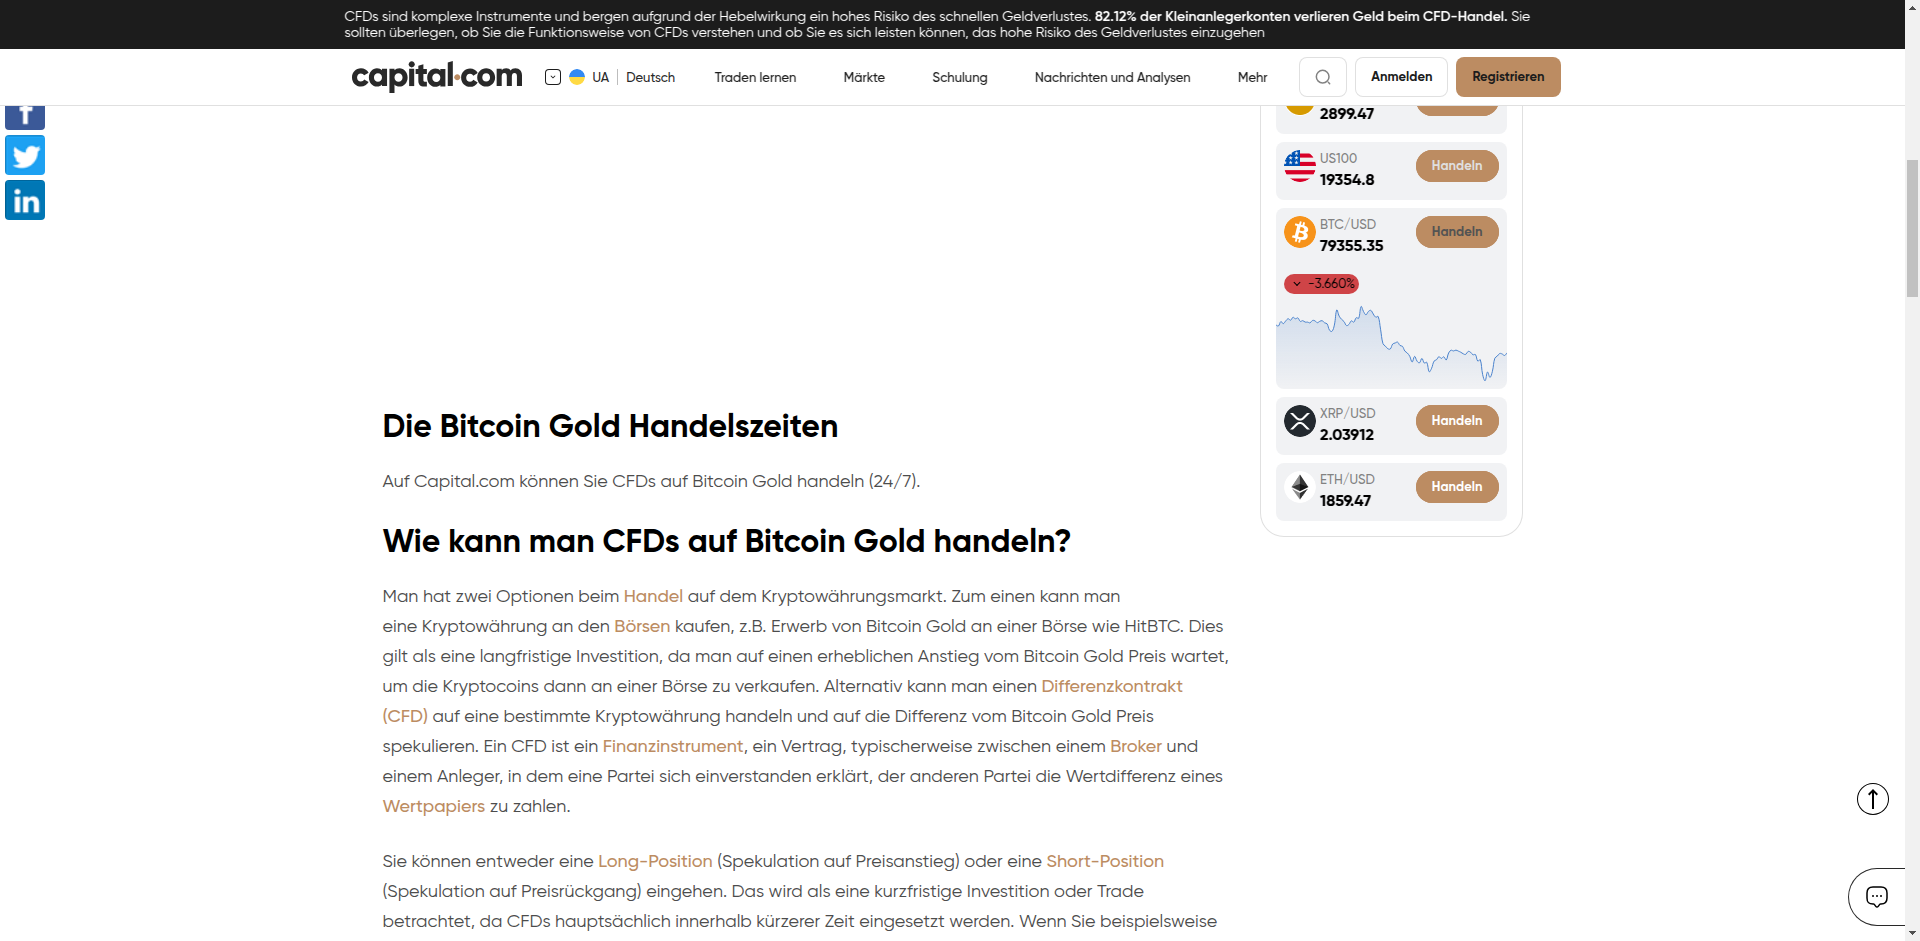 CFDs sind komplexe Instrumente und bergen aufgrund der Hebelwirkung ein hohes Risiko des schnellen Geldverlustes. 82.12% der Kleinanlegerkonten verlieren Geld beim CFD-Handel. Sie
sollten überlegen, ob Sie die Funktionsweise von CFDs verstehen und ob Sie es sich leisten können, das hohe Risiko des Geldverlustes einzugehen
capital.com
UA
Deutsch
Traden lernen
Märkte
Schulung
Nachrichten und Analysen
Mehr
Anmelden
Registrieren
2899.47
US100
19354.8
Handeln
BTC/USD
79355.35
Handeln
-3.660%
XRP/USD
2.03912
Handeln
ETH/USD
1859.47
Handeln
Die Bitcoin Gold Handelszeiten
Auf Capital.com können Sie CFDs auf Bitcoin Gold handeln (24/7).
Wie kann man CFDs auf Bitcoin Gold handeln?
Man hat zwei Optionen beim Handel auf dem Kryptowährungsmarkt. Zum einen kann man
eine Kryptowährung an den Börsen kaufen, z.B. Erwerb von Bitcoin Gold an einer Börse wie HitBTC. Dies
gilt als eine langfristige Investition, da man auf einen erheblichen Anstieg vom Bitcoin Gold Preis wartet,
um die Kryptocoins dann an einer Börse zu verkaufen. Alternativ kann man einen Differenzkontrakt
(CFD) auf eine bestimmte Kryptowährung handeln und auf die Differenz vom Bitcoin Gold Preis
spekulieren. Ein CFD ist ein Finanzinstrument, ein Vertrag, typischerweise zwischen einem Broker und
einem Anleger, in dem eine Partei sich einverstanden erklärt, der anderen Partei die Wertdifferenz eines
Wertpapiers zu zahlen.
Sie können entweder eine Long-Position (Spekulation auf Preisanstieg) oder eine Short-Position
(Spekulation auf Preisrückgang) eingehen. Das wird als eine kurzfristige Investition oder Trade
betrachtet, da CFDs hauptsächlich innerhalb kürzerer Zeit eingesetzt werden. Wenn Sie beispielsweise